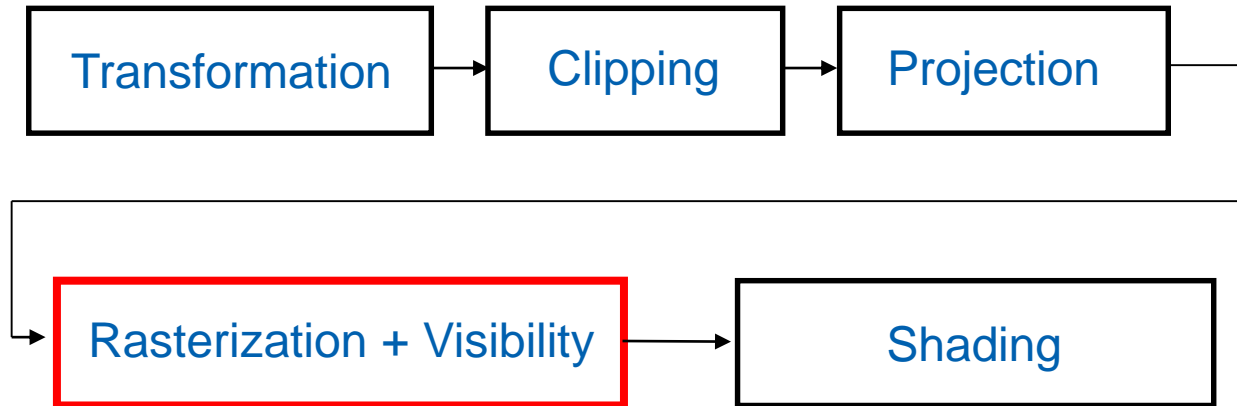 Transformation
Clipping
Projection
Rasterization + Visibility
Shading